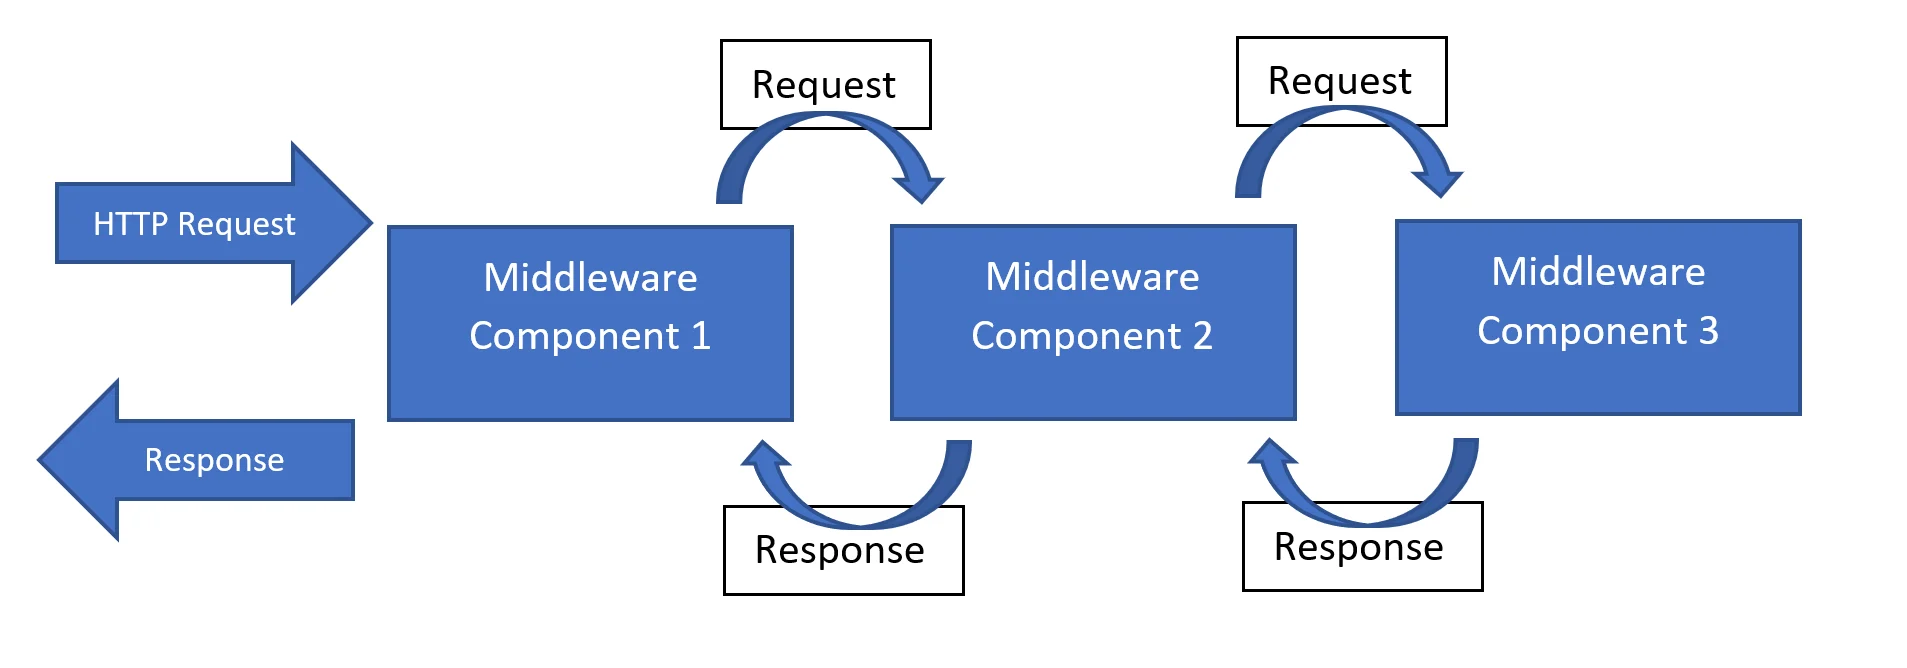 Request
Request
HTTP Request
Middleware
Component 1
Middleware
Component 2
Middleware
Component 3
Response
Response
Response